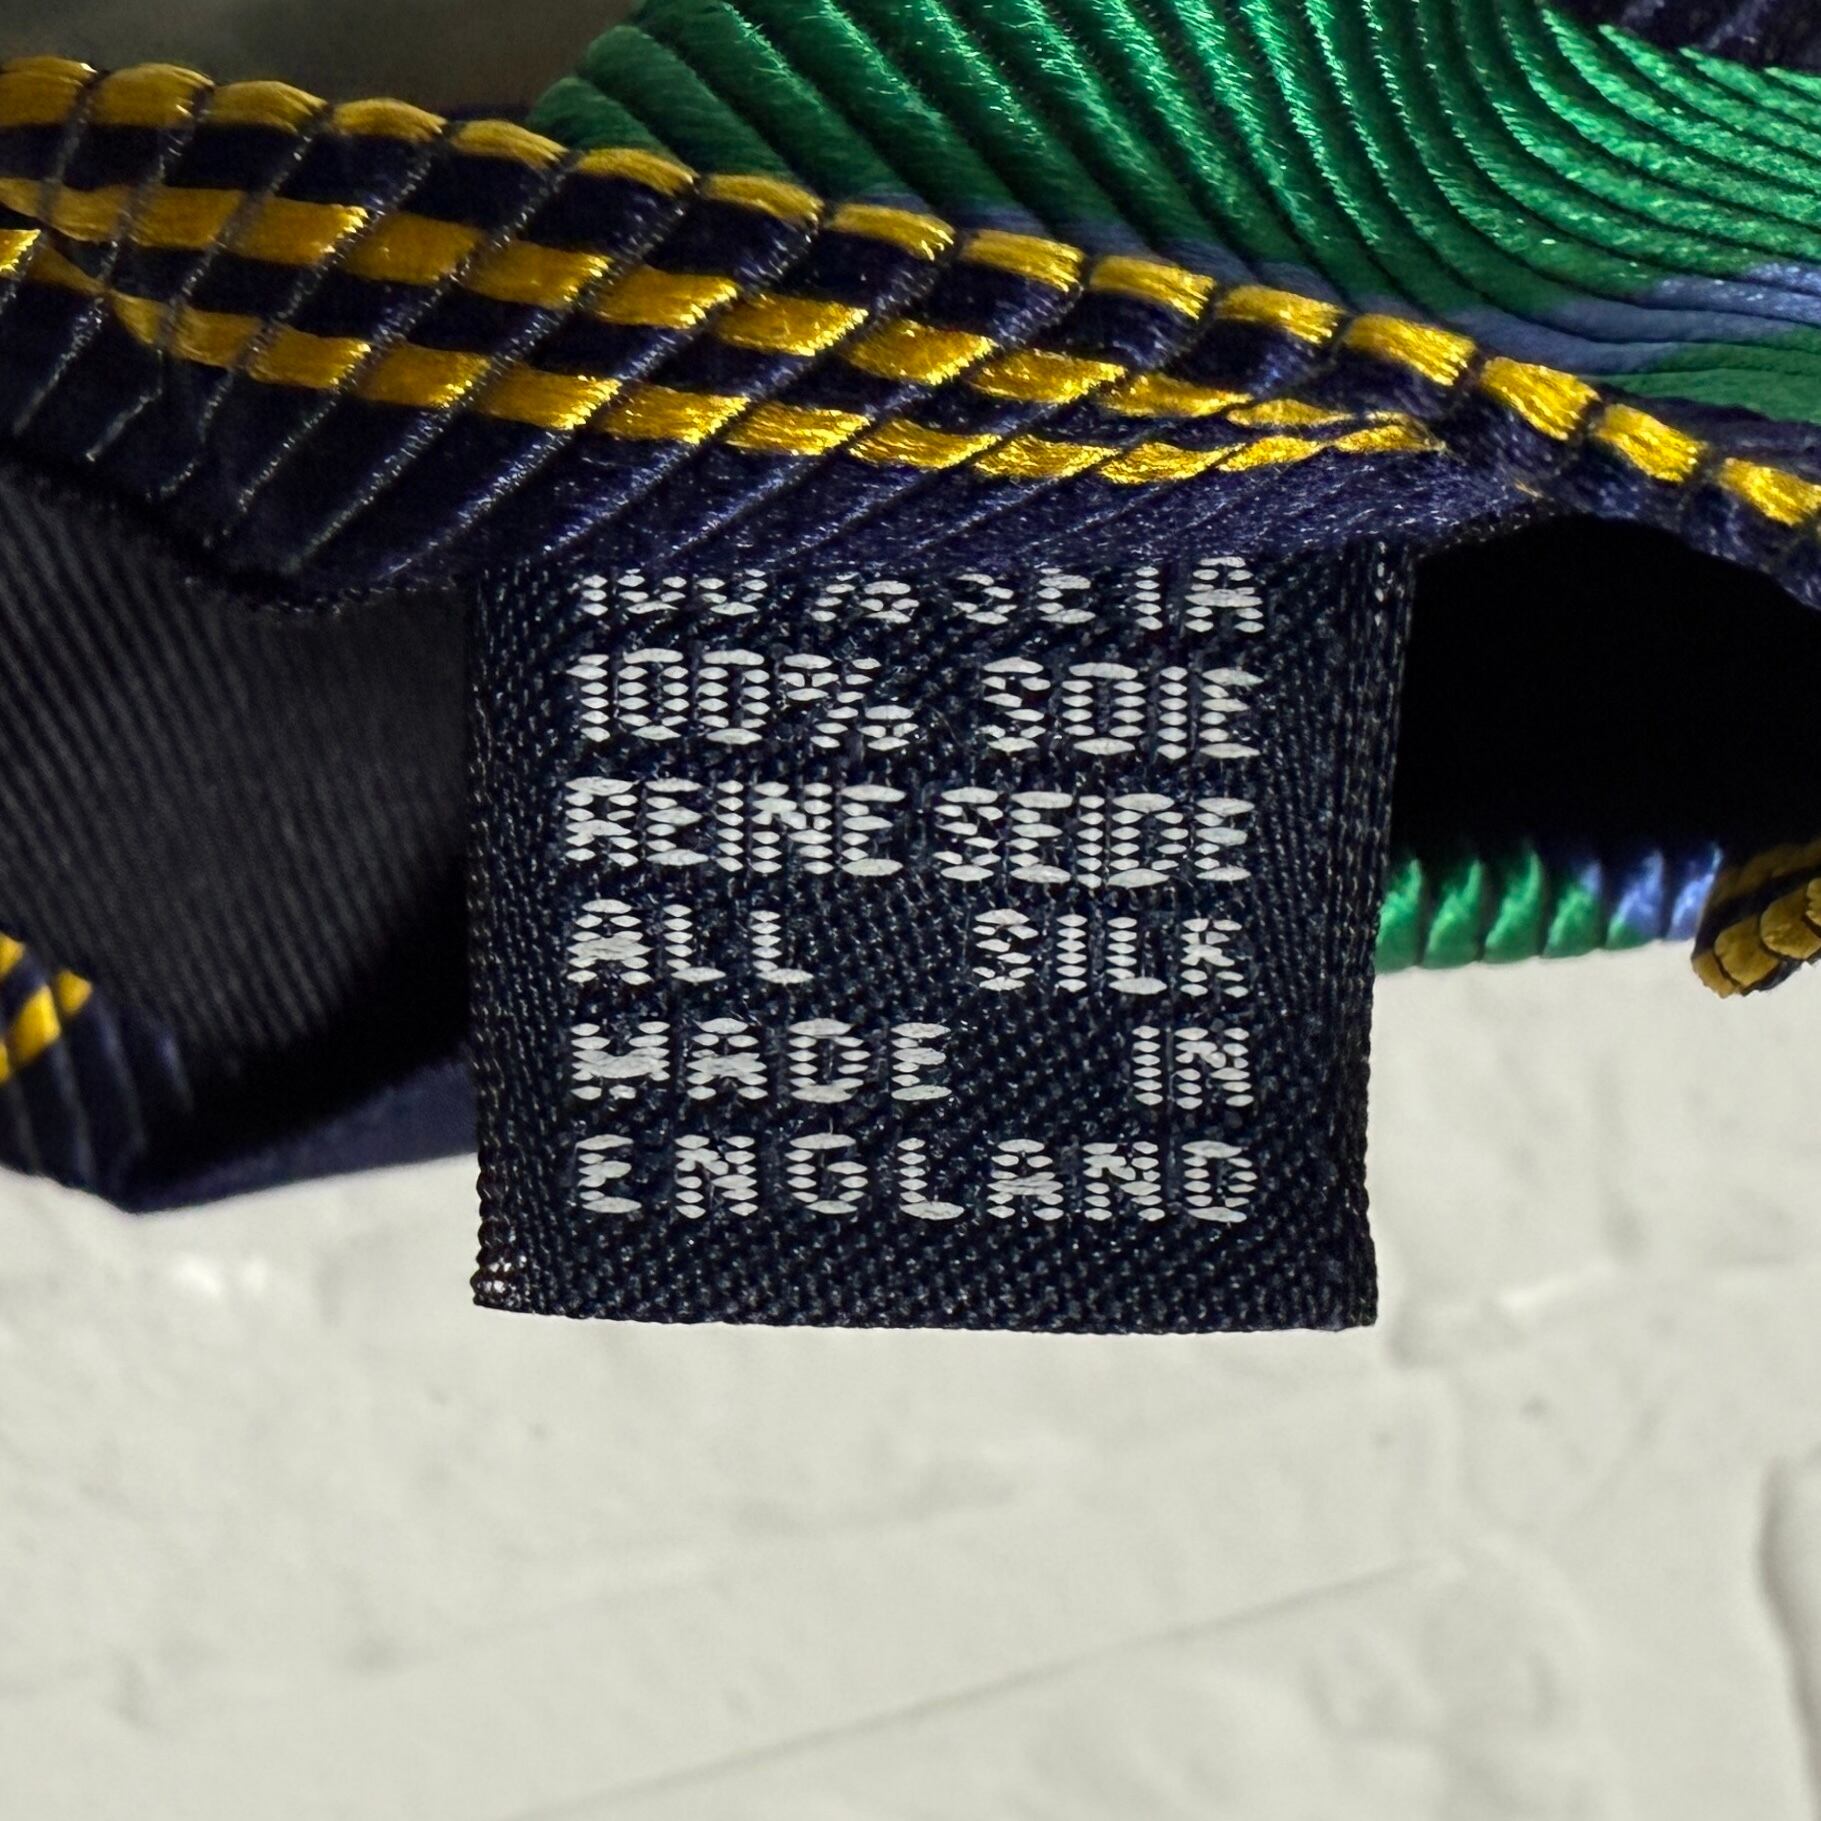 100% SETA
100% SOIE
REINE SEIDE
ALL SILK
MADE IN
ENGLAND